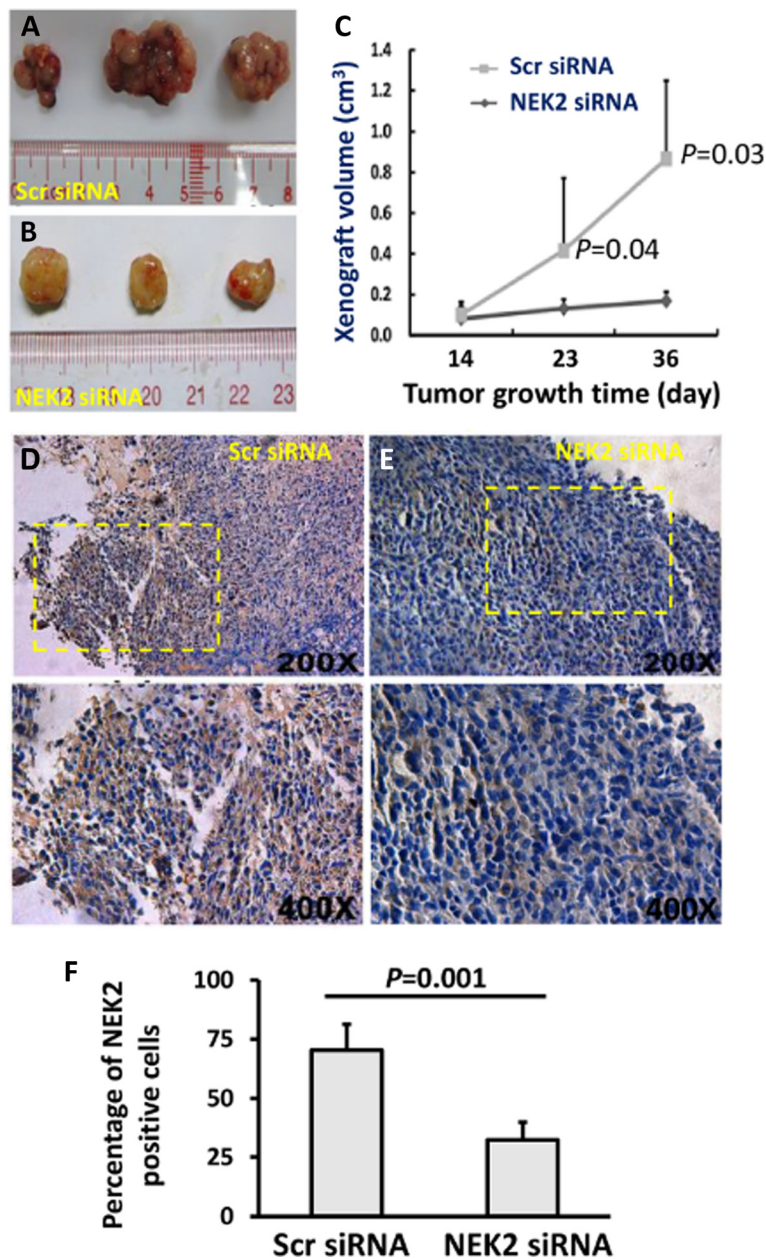 A
Scr siRNA
4 5 6 7 8
B
NEK2 siRNA
20 21 22 23
C
Xenograft volume (cm³)
1.4
1.2
1.0
0.8
0.6
0.4
0.2
0.0
Scr siRNA
NEK2 siRNA
P=0.03
P=0.04
14 23 36
Tumor growth time (day)
D
Scr siRNA
200X
E
NEK2 siRNA
200X
400X
400X
F
Percentage of NEK2
positive cells
100
75
50
25
0
P=0.001
Scr siRNA NEK2 siRNA